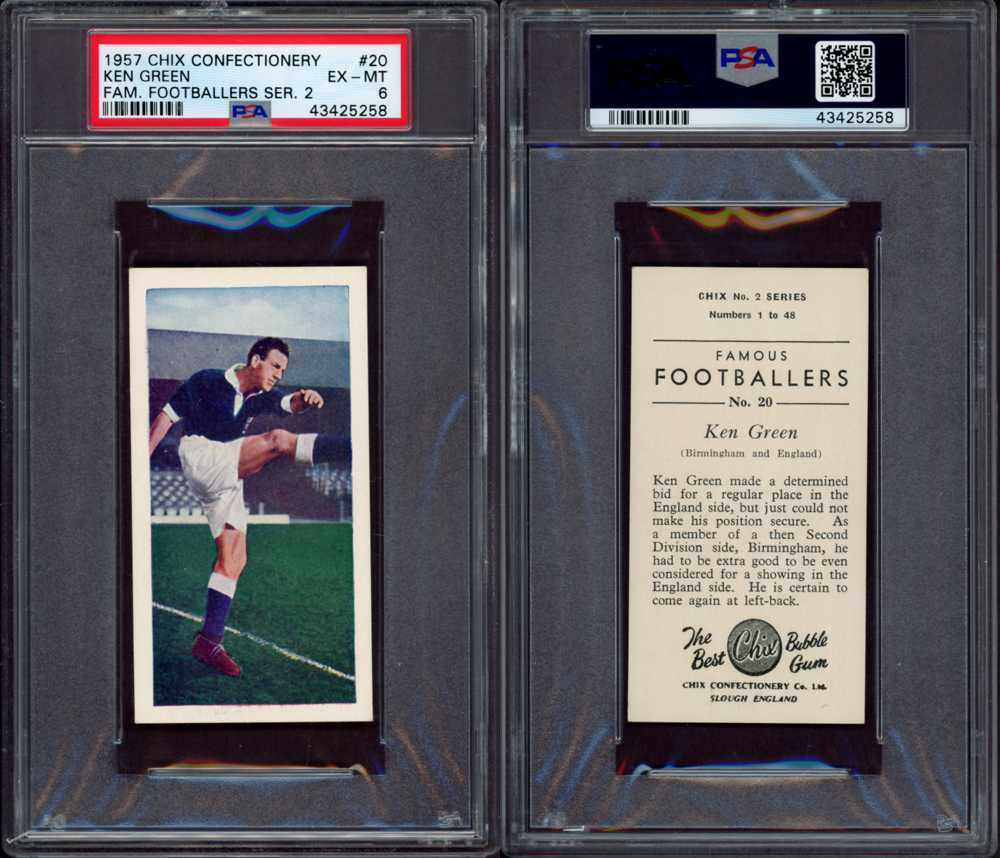 1957 CHIX CONFECTIONERY #20
KEN GREEN EX – MT
FAM. FOOTBALLERS SER. 2 6
PSA 43425258
PSA
PSA
43425258
CHIX No. 2 SERIES
Numbers 1 to 48
FAMOUS
FOOTBALLERS
No. 20
Ken Green
(Birmingham and England)
Ken Green made a determined
bid for a regular place in the
England side, but just could not
make his position secure. As
a member of a then Second
Division side, Birmingham, he
had to be extra good to be even
considered for a showing in the
England side. He is certain to
come again at left-back.
The Best Chix Bubble Gum
CHIX CONFECTIONERY Co. Ltd.
SLOUGH ENGLAND